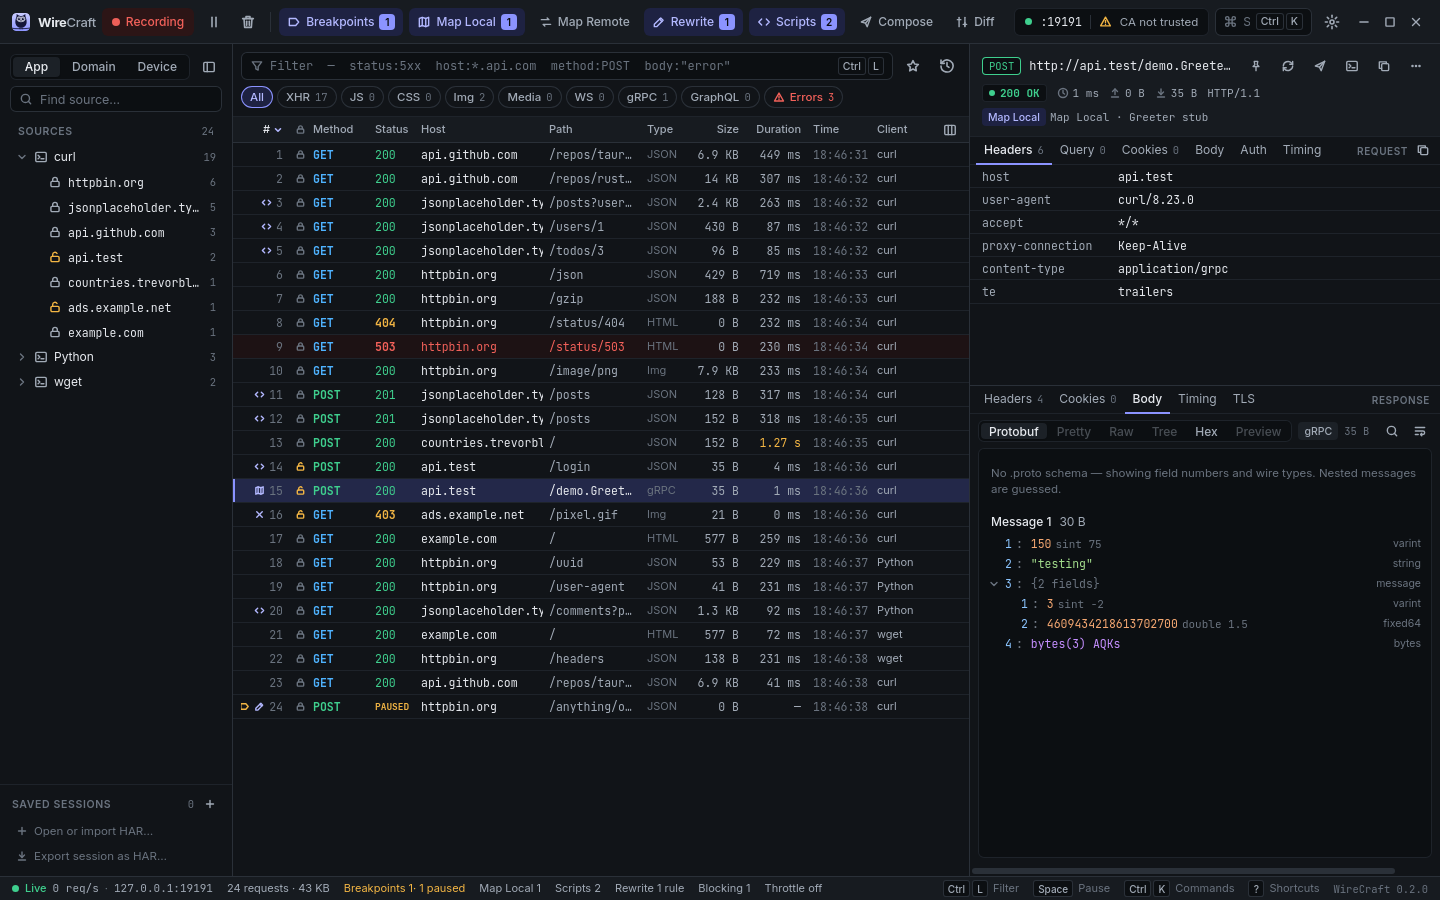 WireCraft Recording Breakpoints 1 Map Local 1 Map Remote Rewrite 1 Scripts 2 Compose Diff :19191 CA not trusted ⌘ S Ctrl K
App Domain Device
Find source...
SOURCES 24
curl 19
httpbin.org 6
jsonplaceholder.ty… 5
api.github.com 3
api.test 2
countries.trevorbl… 1
ads.example.net 1
example.com 1
Python 3
wget 2
SAVED SESSIONS 0 +
Open or import HAR...
Export session as HAR...
Filter — status:5xx host:*.api.com method:POST body:"error" Ctrl L
All XHR 17 JS 0 CSS 0 Img 2 Media 0 WS 0 gRPC 1 GraphQL 0 Errors 3
# Method Status Host Path Type Size Duration Time Client
1 GET 200 api.github.com /repos/taur… JSON 6.9 KB 449 ms 18:46:31 curl
2 GET 200 api.github.com /repos/rust… JSON 14 KB 307 ms 18:46:32 curl
3 GET 200 jsonplaceholder.ty /posts?user… JSON 2.4 KB 263 ms 18:46:32 curl
4 GET 200 jsonplaceholder.ty /users/1 JSON 430 B 87 ms 18:46:32 curl
5 GET 200 jsonplaceholder.ty /todos/3 JSON 96 B 85 ms 18:46:32 curl
6 GET 200 httpbin.org /json JSON 429 B 719 ms 18:46:33 curl
7 GET 200 httpbin.org /gzip JSON 188 B 232 ms 18:46:33 curl
8 GET 404 httpbin.org /status/404 HTML 0 B 232 ms 18:46:34 curl
9 GET 503 httpbin.org /status/503 HTML 0 B 230 ms 18:46:34 curl
10 GET 200 httpbin.org /image/png Img 7.9 KB 233 ms 18:46:34 curl
11 POST 201 jsonplaceholder.ty /posts JSON 128 B 317 ms 18:46:34 curl
12 POST 201 jsonplaceholder.ty /posts JSON 152 B 318 ms 18:46:35 curl
13 POST 200 countries.trevorbl / JSON 152 B 1.27 s 18:46:35 curl
14 POST 200 api.test /login JSON 35 B 4 ms 18:46:36 curl
15 POST 200 api.test /demo.Greet… gRPC 35 B 1 ms 18:46:36 curl
16 GET 403 ads.example.net /pixel.gif Img 21 B 0 ms 18:46:36 curl
17 GET 200 example.com / HTML 577 B 259 ms 18:46:36 curl
18 GET 200 httpbin.org /uuid JSON 53 B 229 ms 18:46:37 Python
19 GET 200 httpbin.org /user-agent JSON 41 B 231 ms 18:46:37 Python
20 GET 200 jsonplaceholder.ty /comments?p… JSON 1.3 KB 92 ms 18:46:37 Python
21 GET 200 example.com / HTML 577 B 72 ms 18:46:37 wget
22 GET 200 httpbin.org /headers JSON 138 B 231 ms 18:46:38 wget
23 GET 200 api.github.com /repos/taur… JSON 6.9 KB 41 ms 18:46:38 curl
24 POST PAUSED httpbin.org /anything/o… JSON 0 B — 18:46:38 curl
POST http://api.test/demo.Greete…
200 OK 1 ms 0 B 35 B HTTP/1.1
Map Local Map Local · Greeter stub
Headers 6 Query 0 Cookies 0 Body Auth Timing REQUEST
host api.test
user-agent curl/8.23.0
accept */*
proxy-connection Keep-Alive
content-type application/grpc
te trailers
Headers 4 Cookies 0 Body Timing TLS RESPONSE
Protobuf Pretty Raw Tree Hex Preview gRPC 35 B
No .proto schema — showing field numbers and wire types. Nested messages
are guessed.
Message 1 30 B
1 : 150 sint 75 varint
2 : "testing" string
3 : {2 fields} message
1 : 3 sint -2 varint
2 : 4609434218613702700 double 1.5 fixed64
4 : bytes(3) AQKs bytes
Live 0 req/s · 127.0.0.1:19191 24 requests · 43 KB Breakpoints 1 · 1 paused Map Local 1 Scripts 2 Rewrite 1 rule Blocking 1 Throttle off Ctrl L Filter Space Pause Ctrl K Commands ? Shortcuts WireCraft 0.2.0